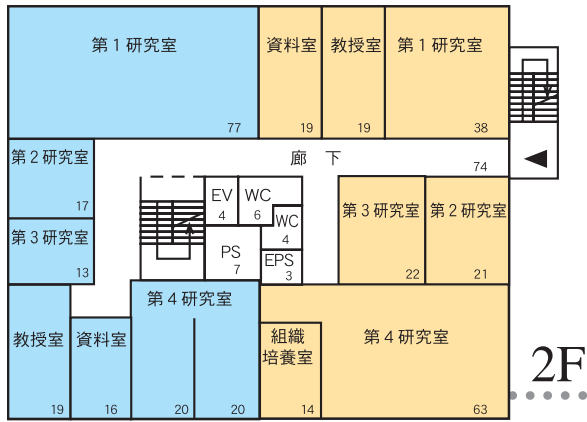 第1研究室
77
資料室
19
教授室
19
第1研究室
38
第2研究室
17
廊 下
74
EV
4
WC
6
WC
4
第3研究室
22
第2研究室
21
第3研究室
13
PS
7
EPS
3
第4研究室
20
20
教授室
19
資料室
16
組織
培養室
14
第4研究室
63
2F